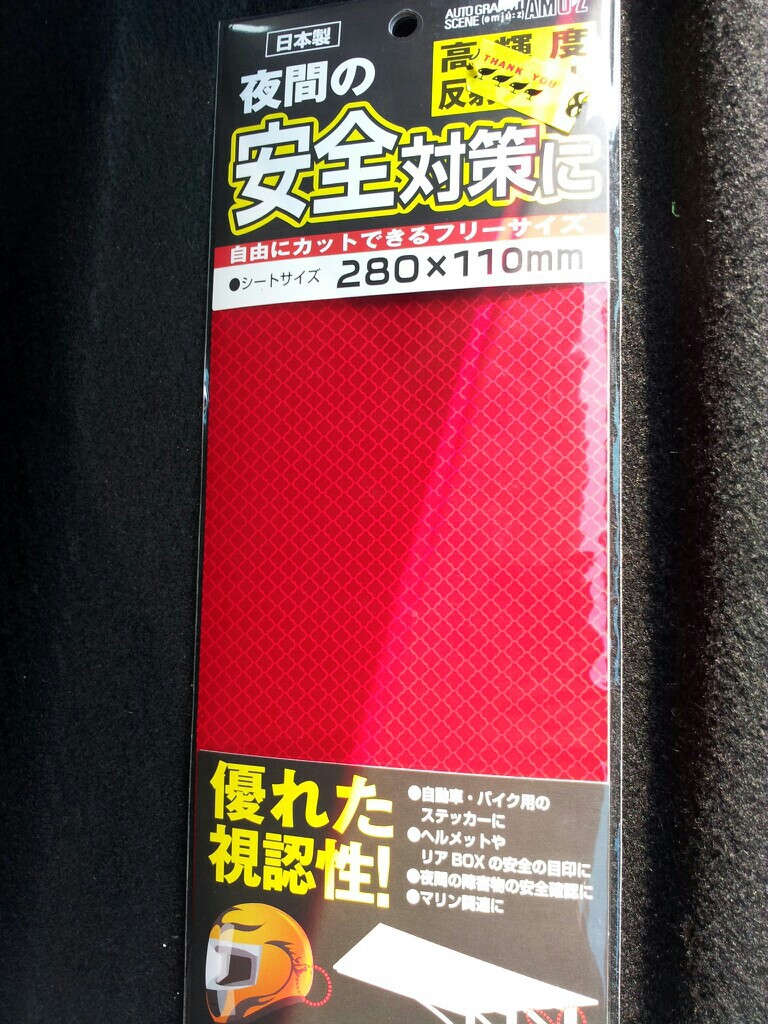 AUTO GRAPHIC
SCENE [əmju:z] AMU'Z
日本製
高輝度
反射
THANK YOU
夜間の
安全対策に
自由にカットできるフリーサイズ
●シートサイズ 280×110mm
優れた
視認性!
●自動車・バイク用の
ステッカーに
●ヘルメットや
リアBOXの安全の目印に
●夜間の障害物の安全確認に
●マリン関連に